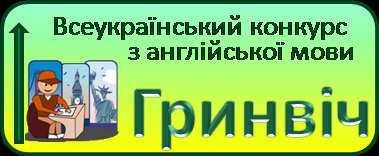 Всеукраїнський конкурс
з англійської мови
Гринвіч